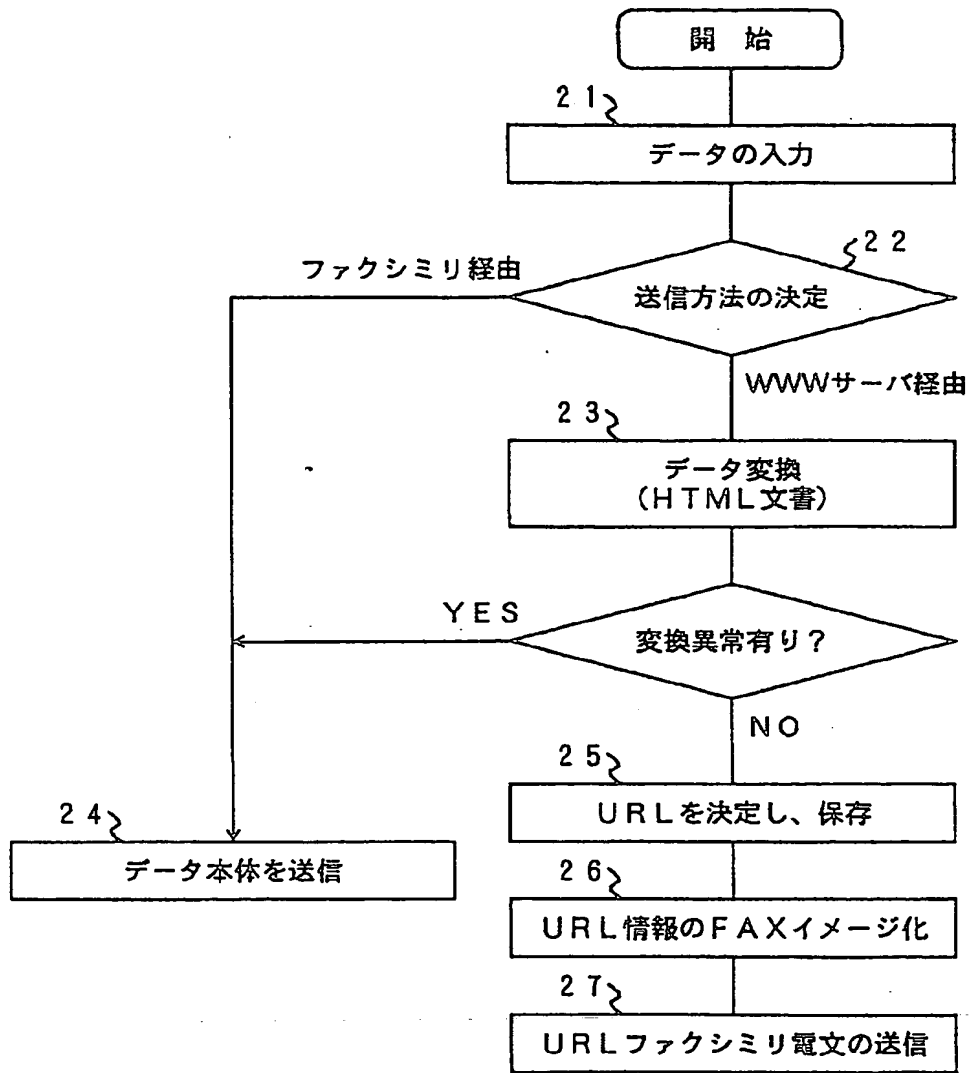 開　始
２１
データの入力
２２
ファクシミリ経由
送信方法の決定
WWWサーバ経由
２３
データ変換
(ＨＴＭＬ文書)
ＹＥＳ
変換異常有り？
ＮＯ
２５
ＵＲＬを決定し、保存
２４
データ本体を送信
２６
ＵＲＬ情報のＦＡＸイメージ化
２７
ＵＲＬファクシミリ電文の送信